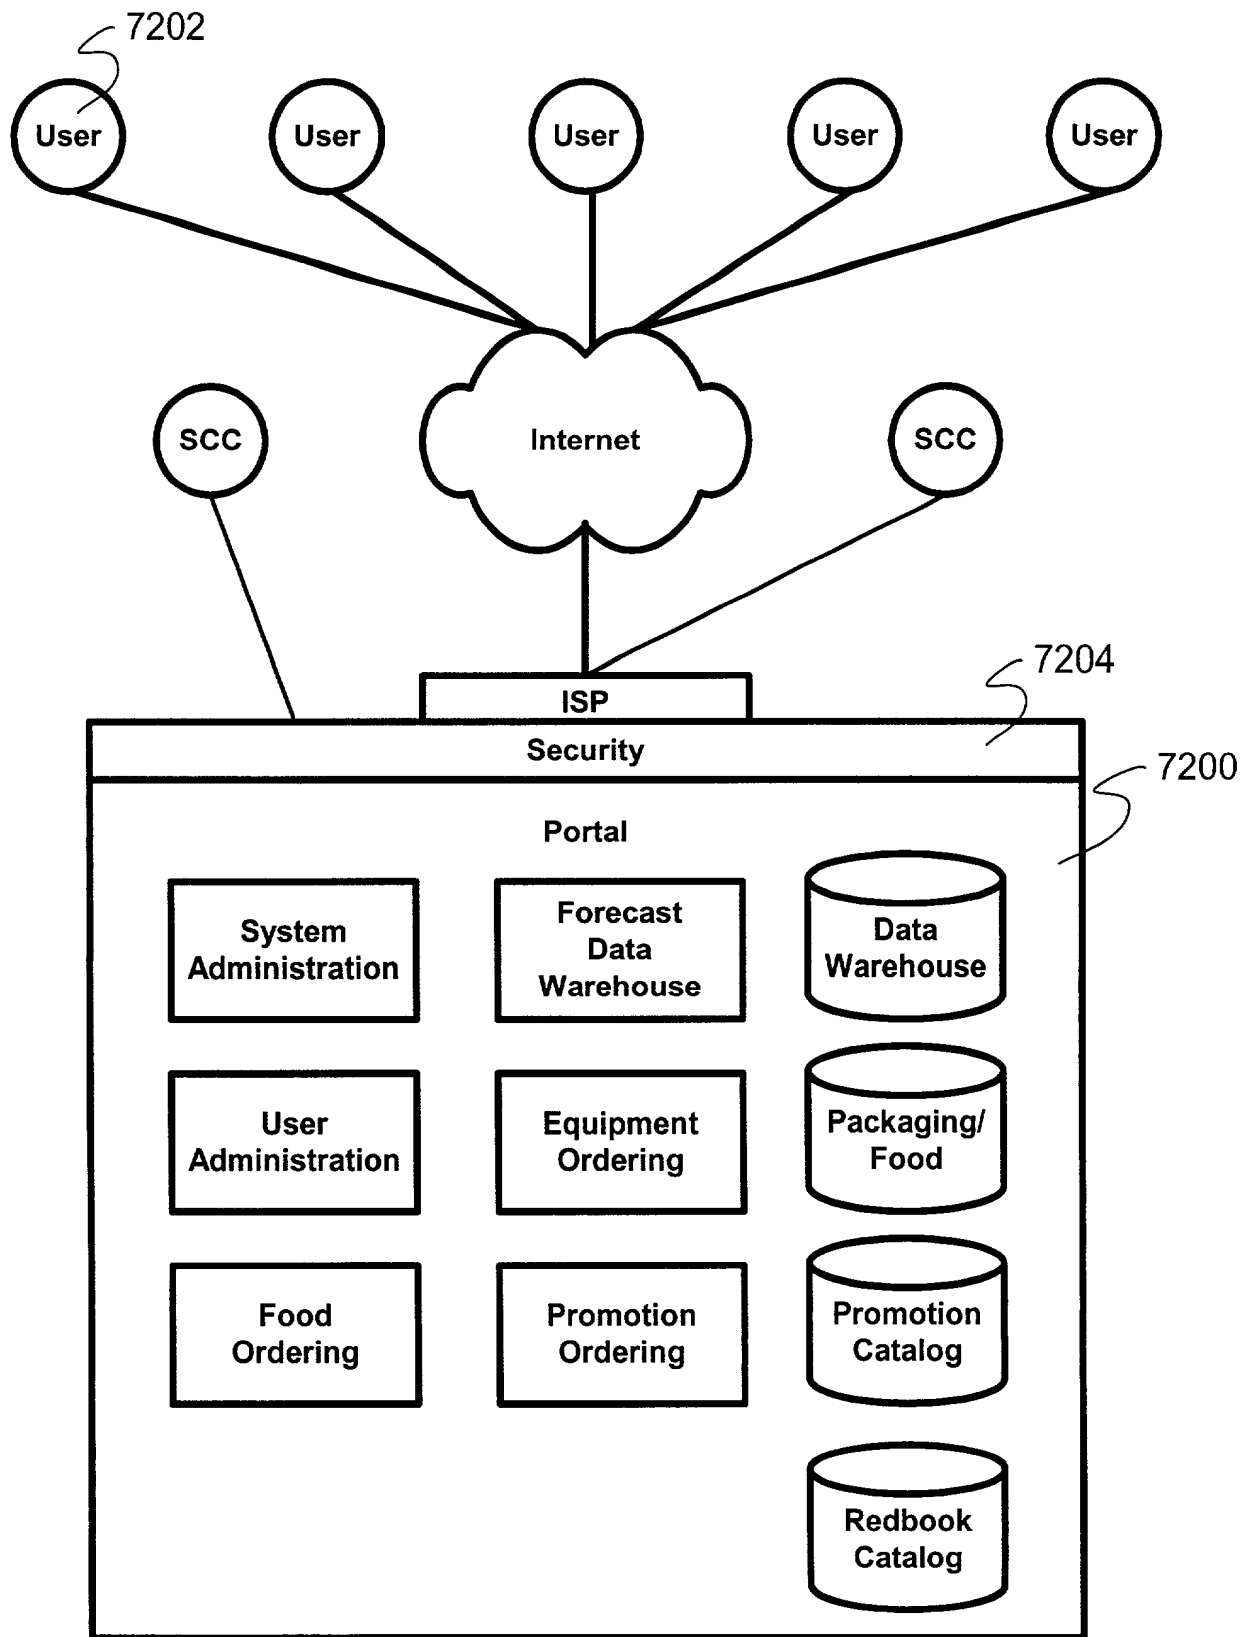 7202
User
User
User
User
User
SCC
Internet
SCC
7204
ISP
Security
7200
Portal
System
Administration
Forecast
Data
Warehouse
Data
Warehouse
User
Administration
Equipment
Ordering
Packaging/
Food
Food
Ordering
Promotion
Ordering
Promotion
Catalog
Redbook
Catalog